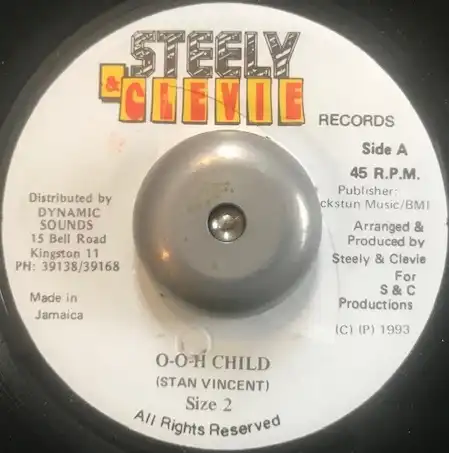 STEELY
& CLEVIE
RECORDS
Side A
45 R.P.M.
Publisher:
ckstun Music/BMI
Arranged &
Produced by
Steely & Clevie
For
S & C
Productions
(C) (P) 1993
Distributed by
DYNAMIC
SOUNDS
15 Bell Road
Kingston 11
PH: 39138/39168
Made in
Jamaica
O-O-H CHILD
(STAN VINCENT)
Size 2
All Rights Reserved